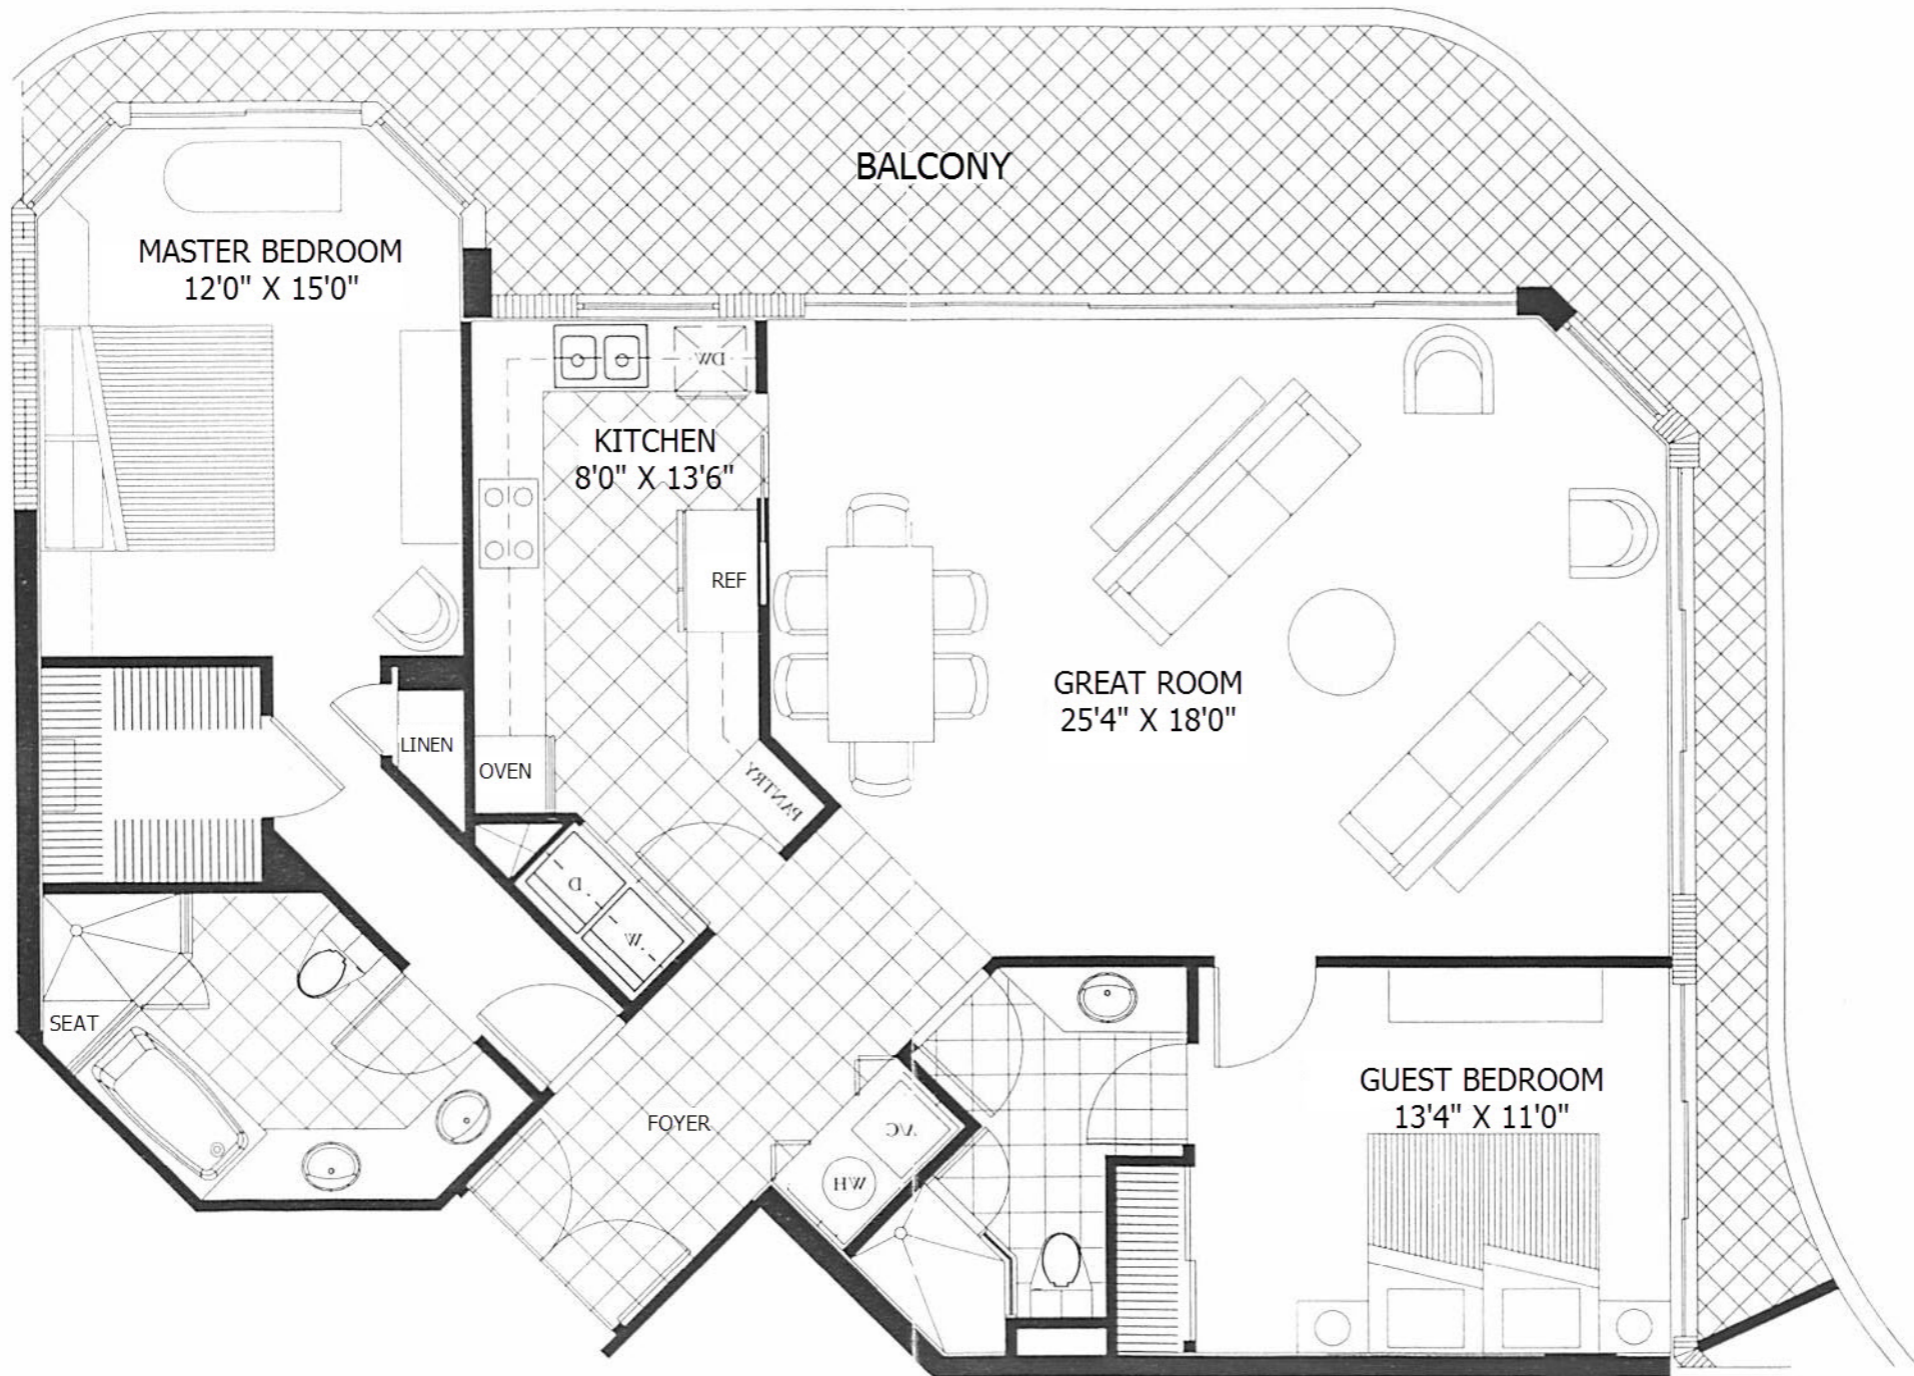 BALCONY
MASTER BEDROOM
12'0" X 15'0"
DW
KITCHEN
8'0" X 13'6"
REF
GREAT ROOM
25'4" X 18'0"
LINEN
OVEN
PANTRY
D
W
SEAT
GUEST BEDROOM
13'4" X 11'0"
FOYER
A/C
WH